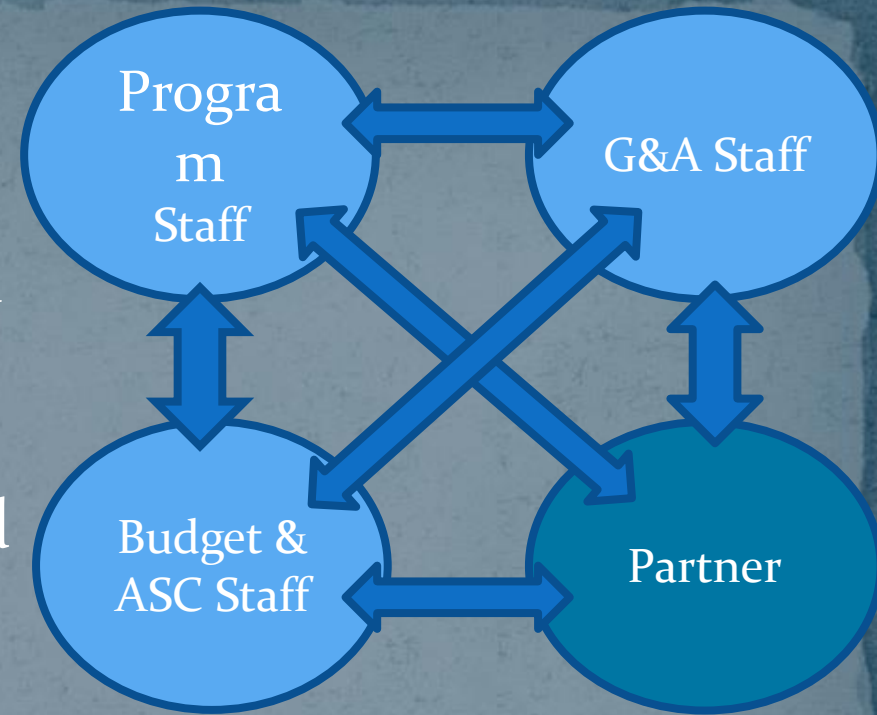 Progra
m
Staff
G&A Staff
d
Budget &
ASC Staff
Partner